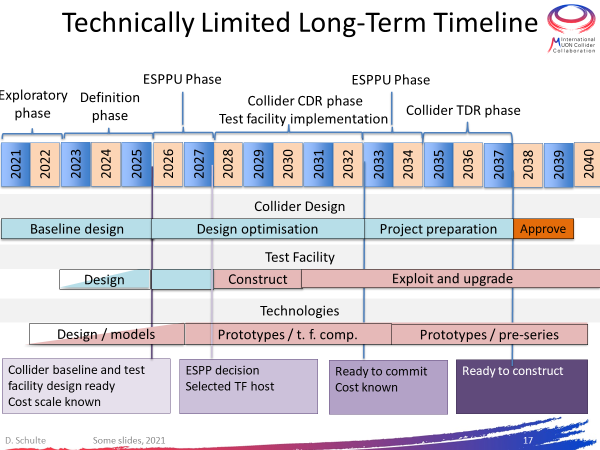 Technically Limited Long-Term Timeline
International
MUON Collider
Collaboration
ESPPU Phase
ESPPU Phase
Exploratory
phase
Definition
phase
Collider CDR phase
Test facility implementation
Collider TDR phase
2021
2022
2023
2024
2025
2026
2027
2028
2029
2030
2031
2032
2033
2034
2035
2036
2037
2038
2039
2040
Collider Design
Baseline design
Design optimisation
Project preparation
Approve
Test Facility
Design
Construct
Exploit and upgrade
Technologies
Design / models
Prototypes / t. f. comp.
Prototypes / pre-series
Collider baseline and test
facility design ready
Cost scale known
ESPP decision
Selected TF host
Ready to commit
Cost known
Ready to construct
D. Schulte
Some slides, 2021
17